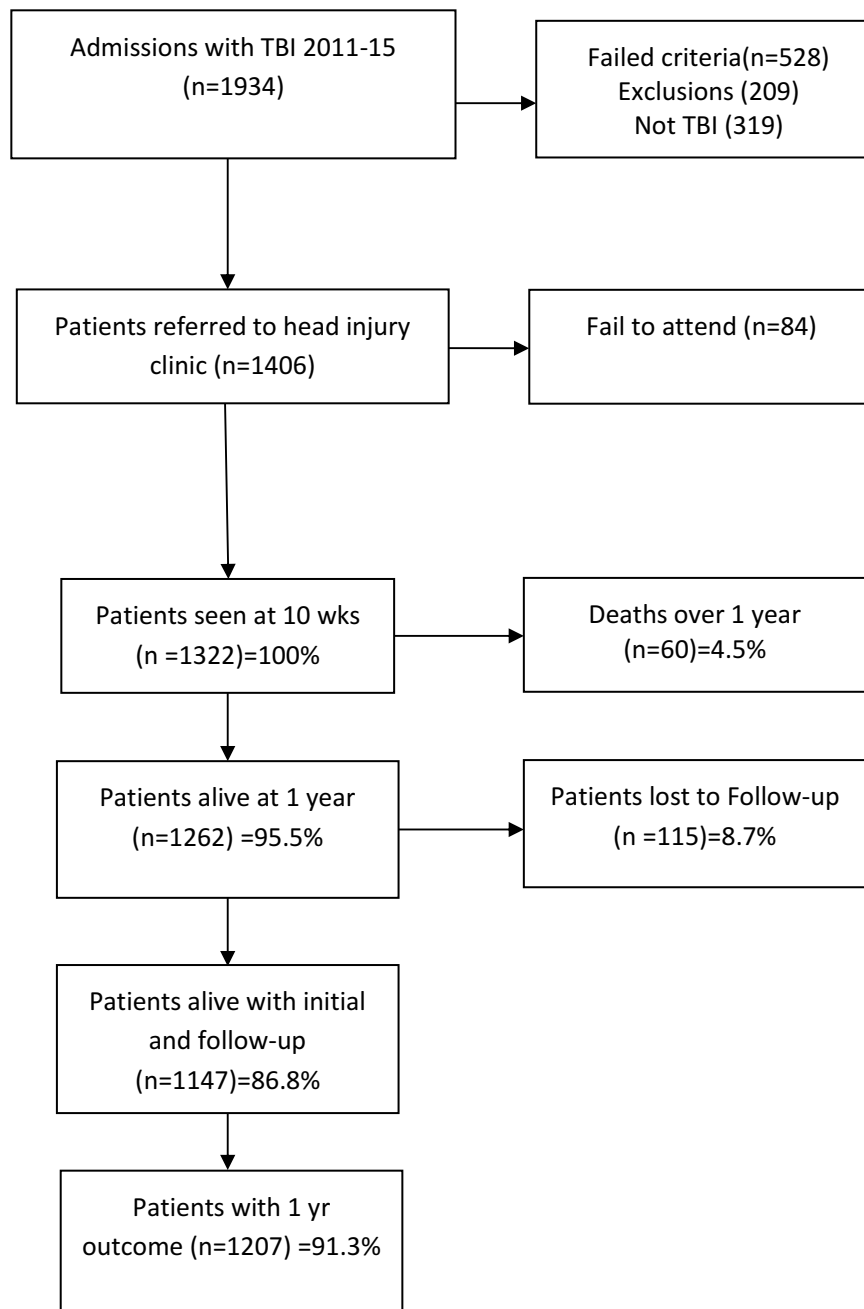 Admissions with TBI 2011-15
(n=1934)
Failed criteria(n=528)
Exclusions (209)
Not TBI (319)
Patients referred to head injury
clinic (n=1406)
Fail to attend (n=84)
Patients seen at 10 wks
(n =1322)=100%
Deaths over 1 year
(n=60)=4.5%
Patients alive at 1 year
(n=1262) =95.5%
Patients lost to Follow-up
(n =115)=8.7%
Patients alive with initial
and follow-up
(n=1147)=86.8%
Patients with 1 yr
outcome (n=1207) =91.3%